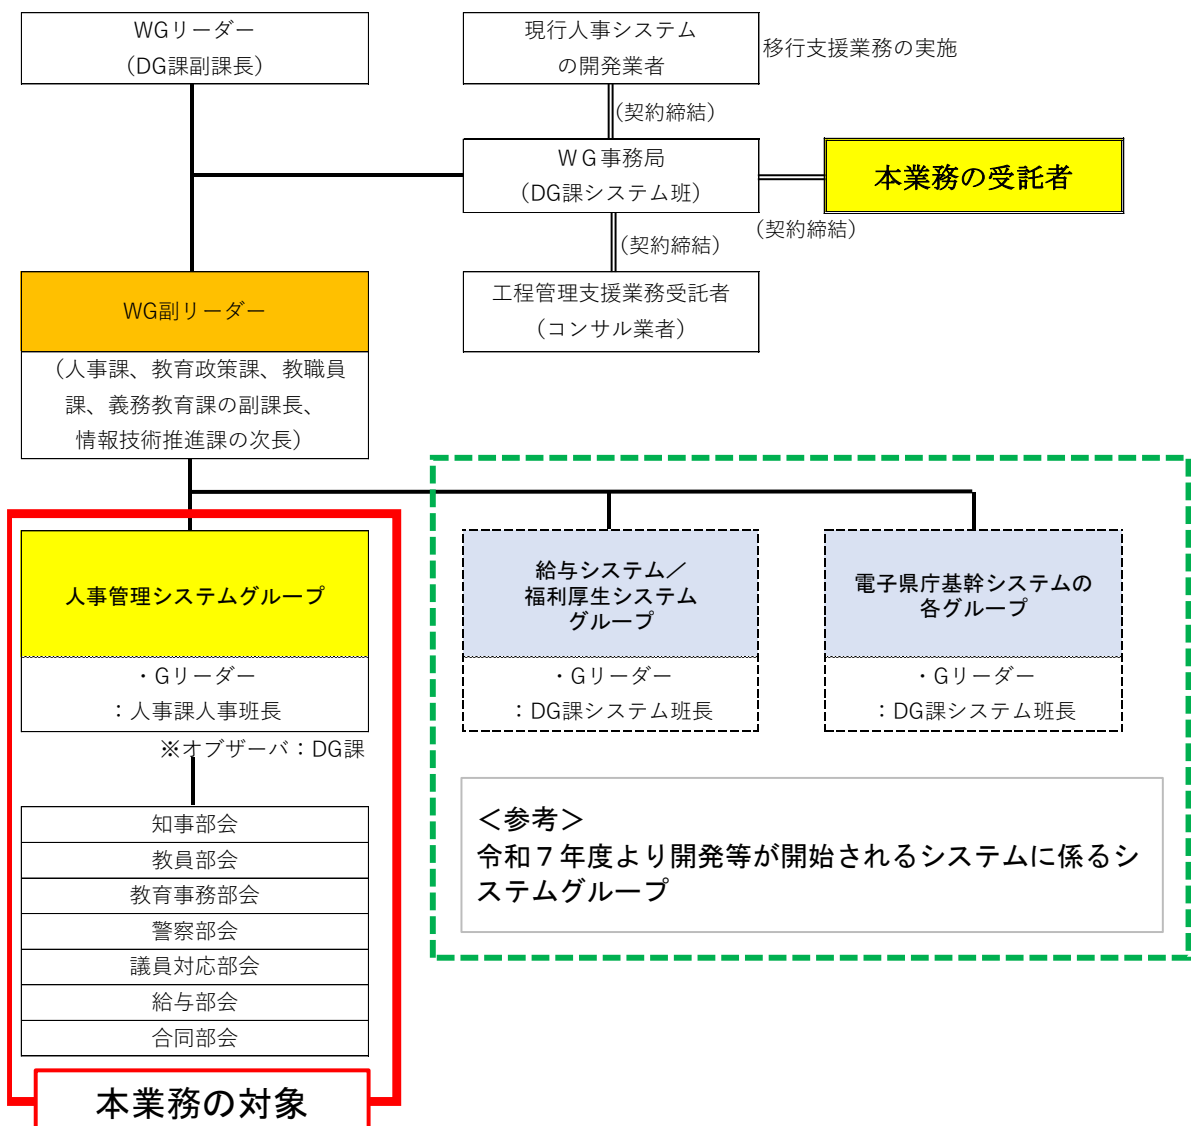 WGリーダー
（DG課副課長）
現行人事システム
の開発業者
移行支援業務の実施
（契約締結）
ＷＧ事務局
（DG課システム班）
本業務の受託者
（契約締結）
（契約締結）
工程管理支援業務受託者
（コンサル業者）
WG副リーダー
（人事課、教育政策課、教職員
課、義務教育課の副課長、
情報技術推進課の次長）
人事管理システムグループ
・Gリーダー
：人事課人事班長
※オブザーバ：DG課
給与システム／
福利厚生システム
グループ
・Gリーダー
：DG課システム班長
電子県庁基幹システムの
各グループ
・Gリーダー
：DG課システム班長
知事部会
教員部会
教育事務部会
警察部会
議員対応部会
給与部会
合同部会
本業務の対象
＜参考＞
令和７年度より開発等が開始されるシステムに係るシ
ステムグループ